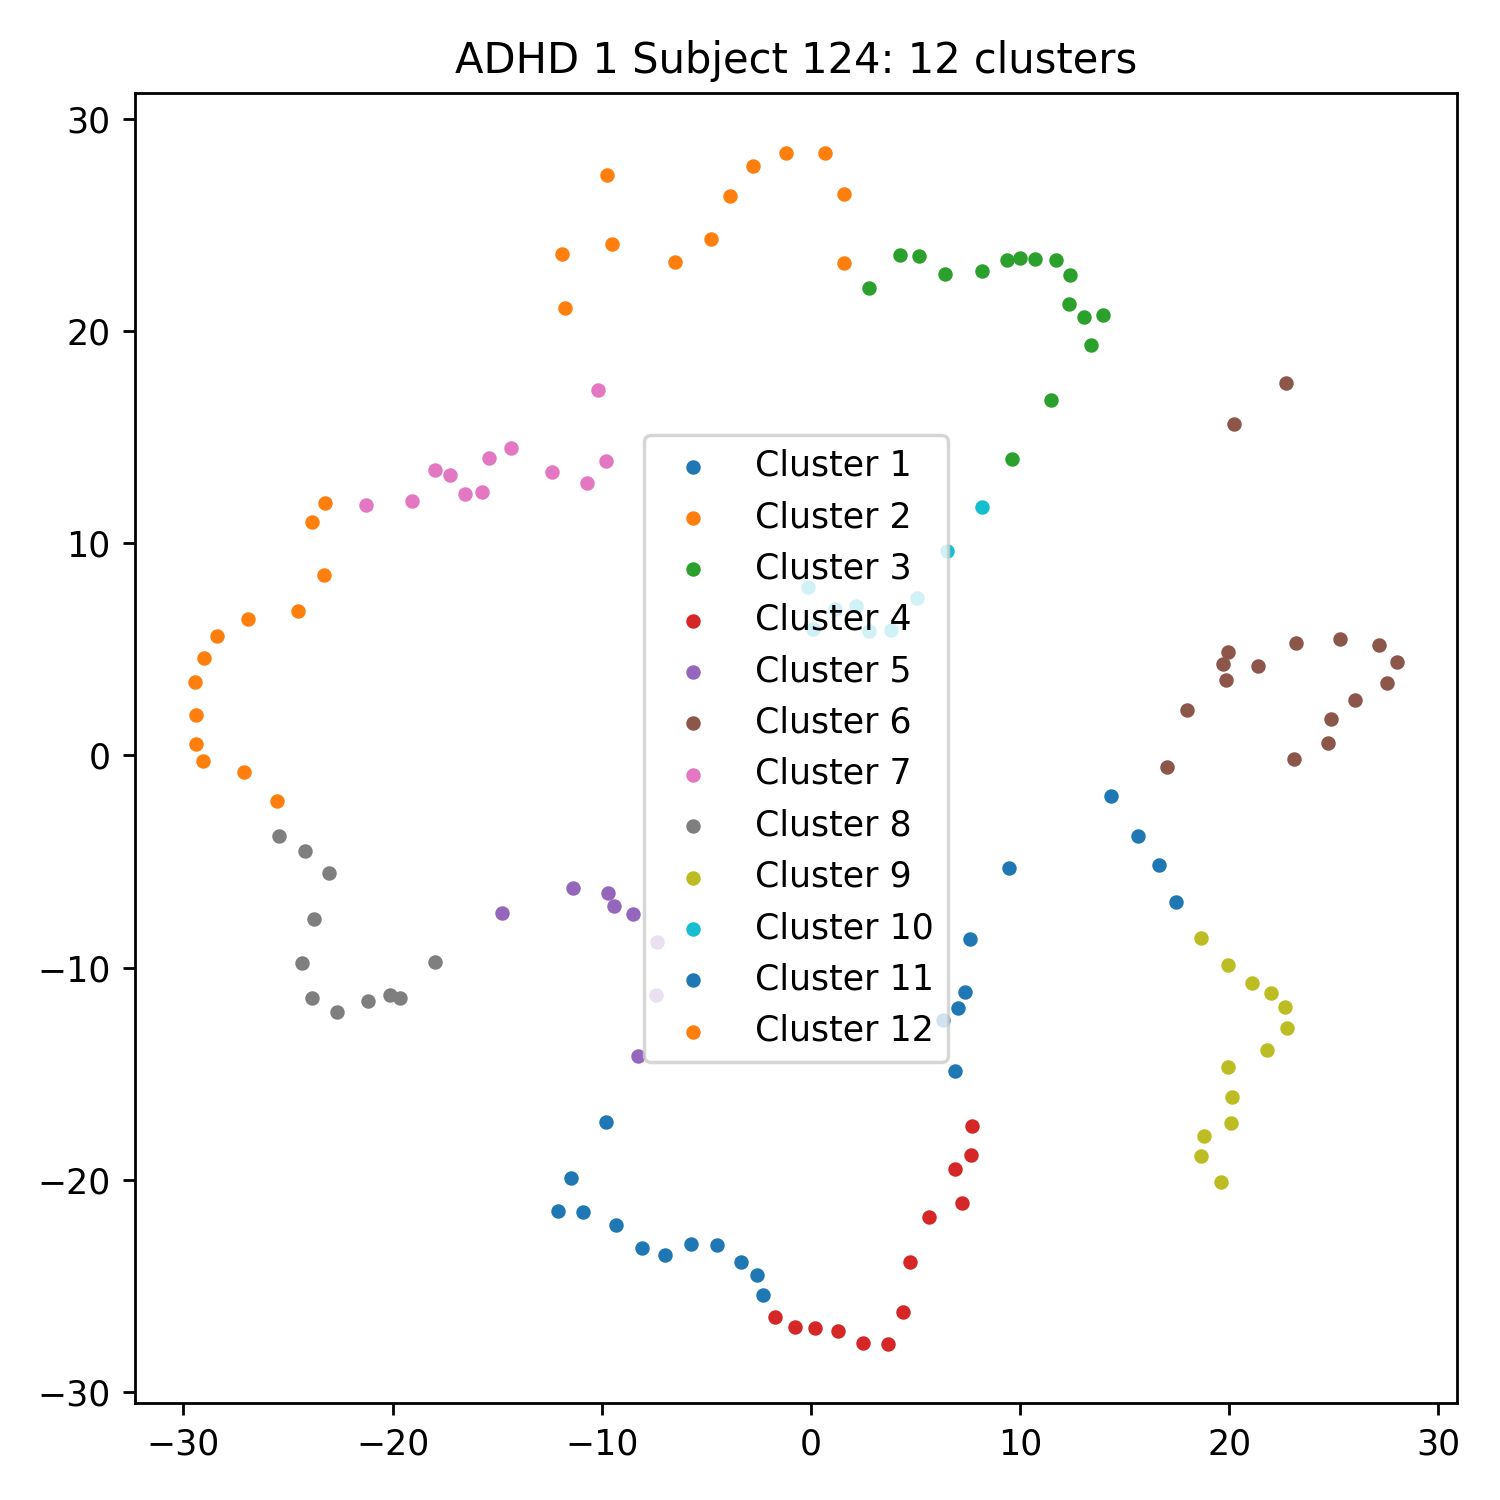 ADHD 1 Subject 124: 12 clusters
30
20
10
0
−10
−20
−30
Cluster 1
Cluster 2
Cluster 3
Cluster 4
Cluster 5
Cluster 6
Cluster 7
Cluster 8
Cluster 9
Cluster 10
Cluster 11
Cluster 12
−30 −20 −10 0 10 20 30